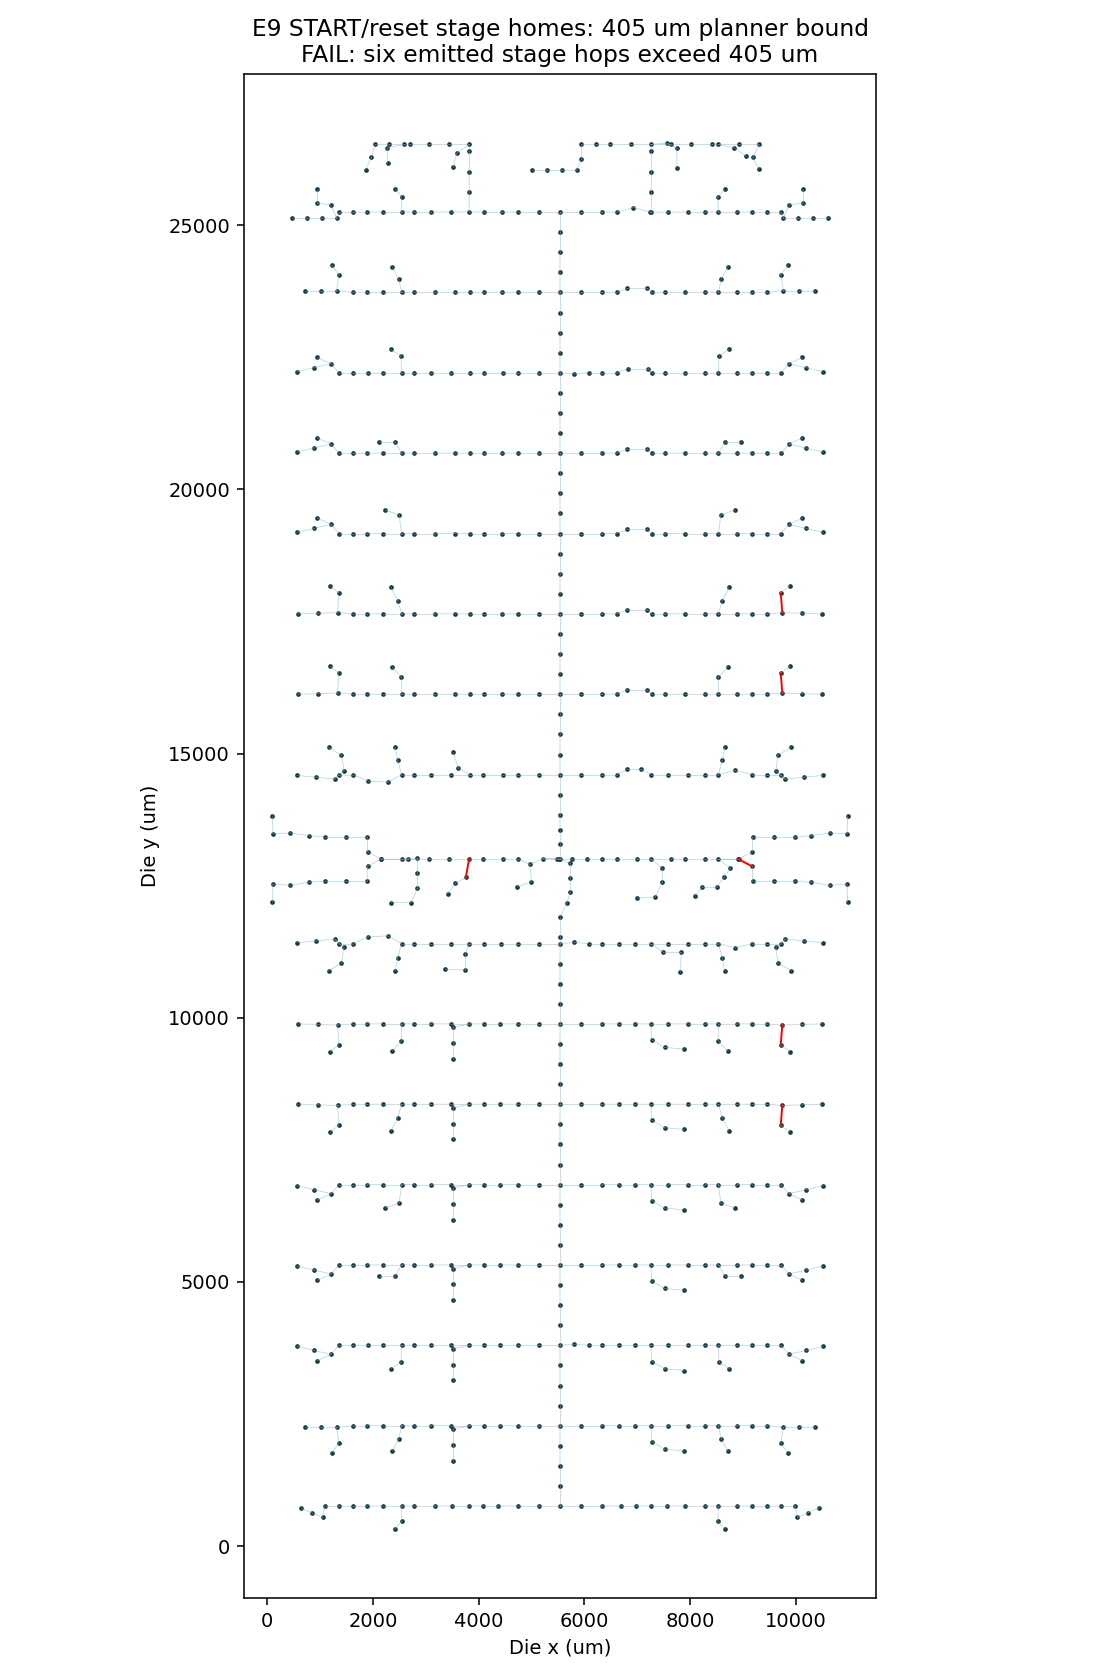 E9 START/reset stage homes: 405 um planner bound
FAIL: six emitted stage hops exceed 405 um
25000
20000
15000
10000
5000
0
Die y (um)
0 2000 4000 6000 8000 10000
Die x (um)